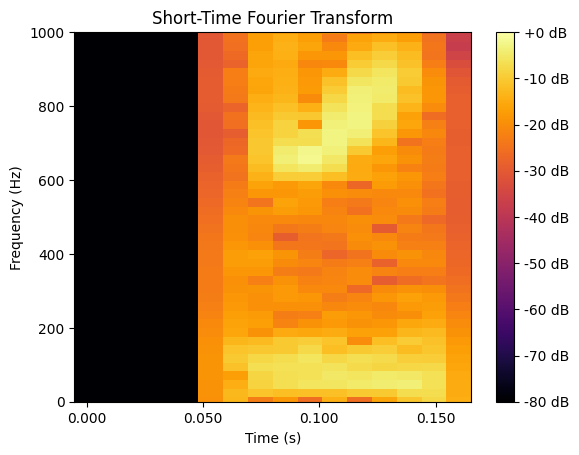 Short-Time Fourier Transform
1000
800
600
400
200
0
Frequency (Hz)
0.000
0.050
0.100
0.150
Time (s)
+0 dB
-10 dB
-20 dB
-30 dB
-40 dB
-50 dB
-60 dB
-70 dB
-80 dB